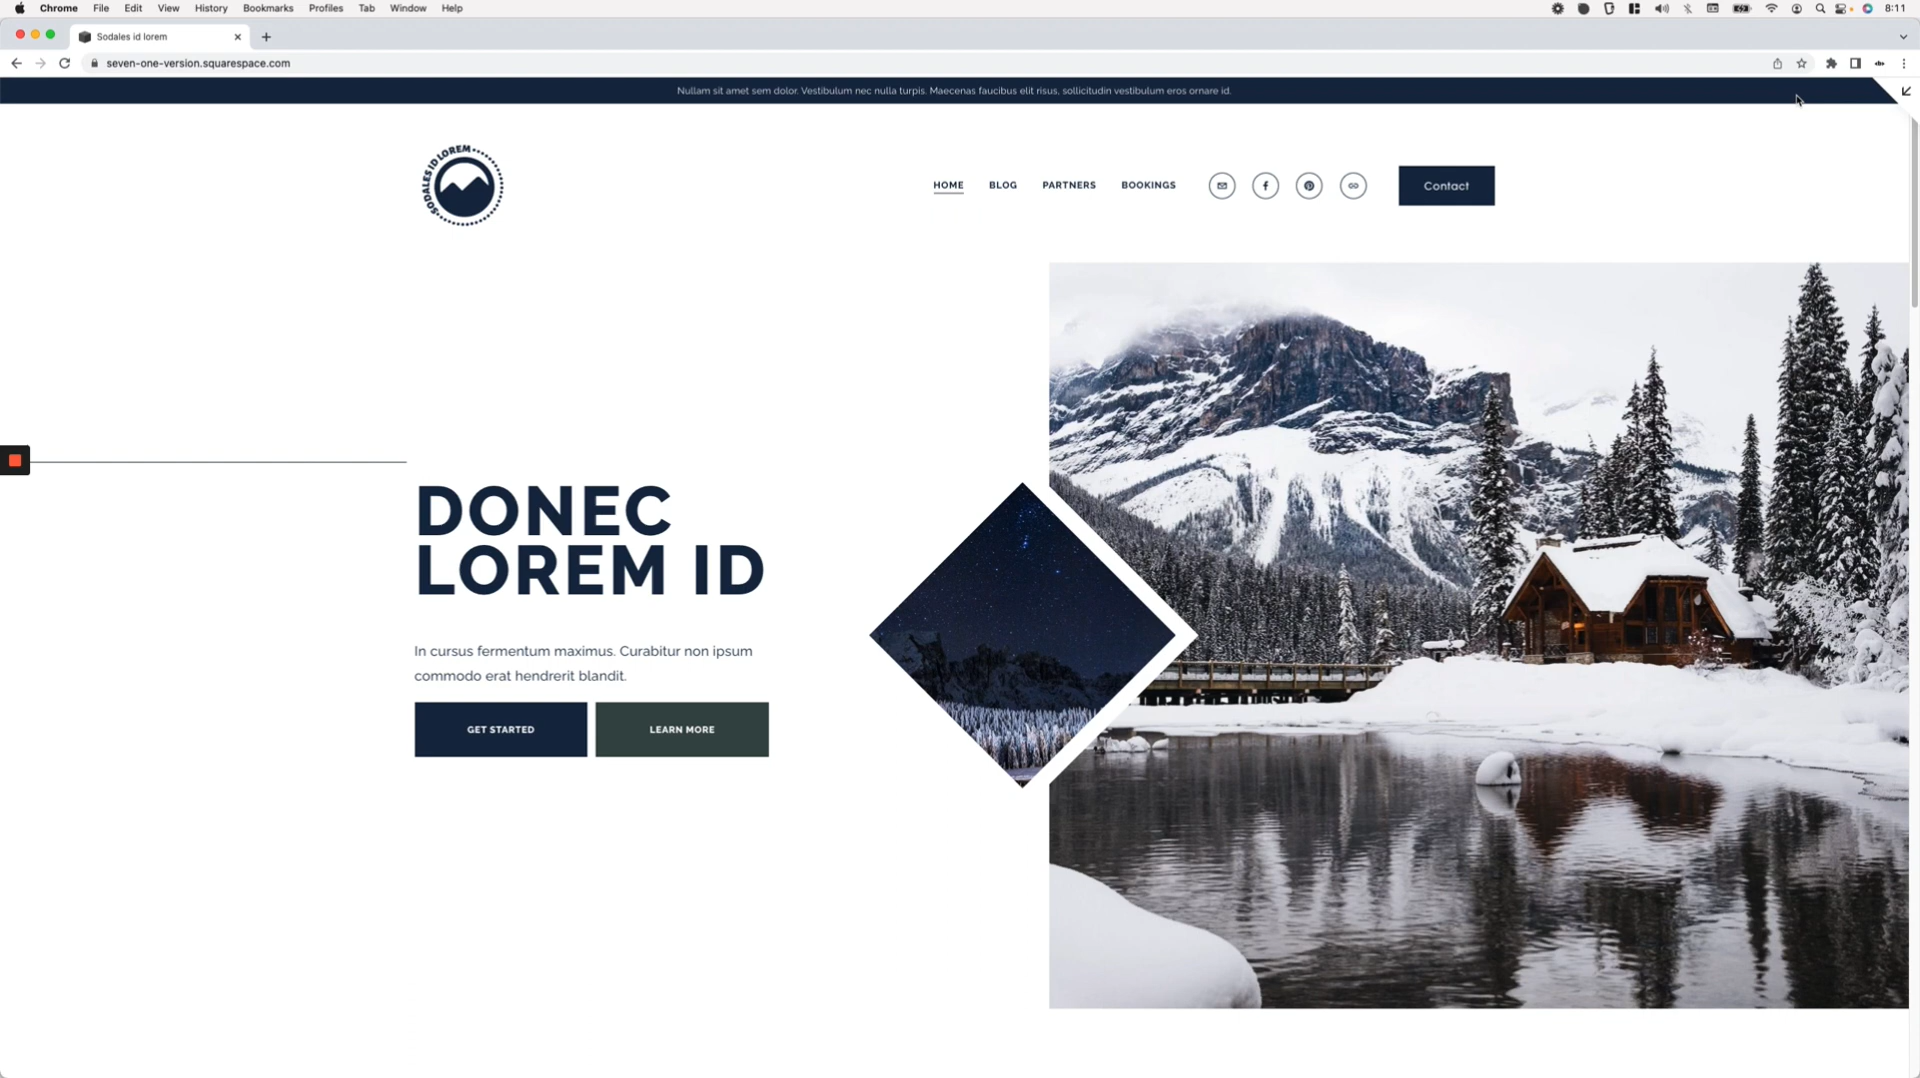 Chrome File Edit View History Bookmarks Profiles Tab Window Help 8:11
Sodales id lorem
seven-one-version.squarespace.com
Nullam sit amet sem dolor. Vestibulum nec nulla turpis. Maecenas faucibus elit risus, sollicitudin vestibulum eros ornare id.
SODALES ID LOREM
HOME BLOG PARTNERS BOOKINGS Contact
DONEC
LOREM ID
In cursus fermentum maximus. Curabitur non ipsum
commodo erat hendrerit blandit.
GET STARTED LEARN MORE